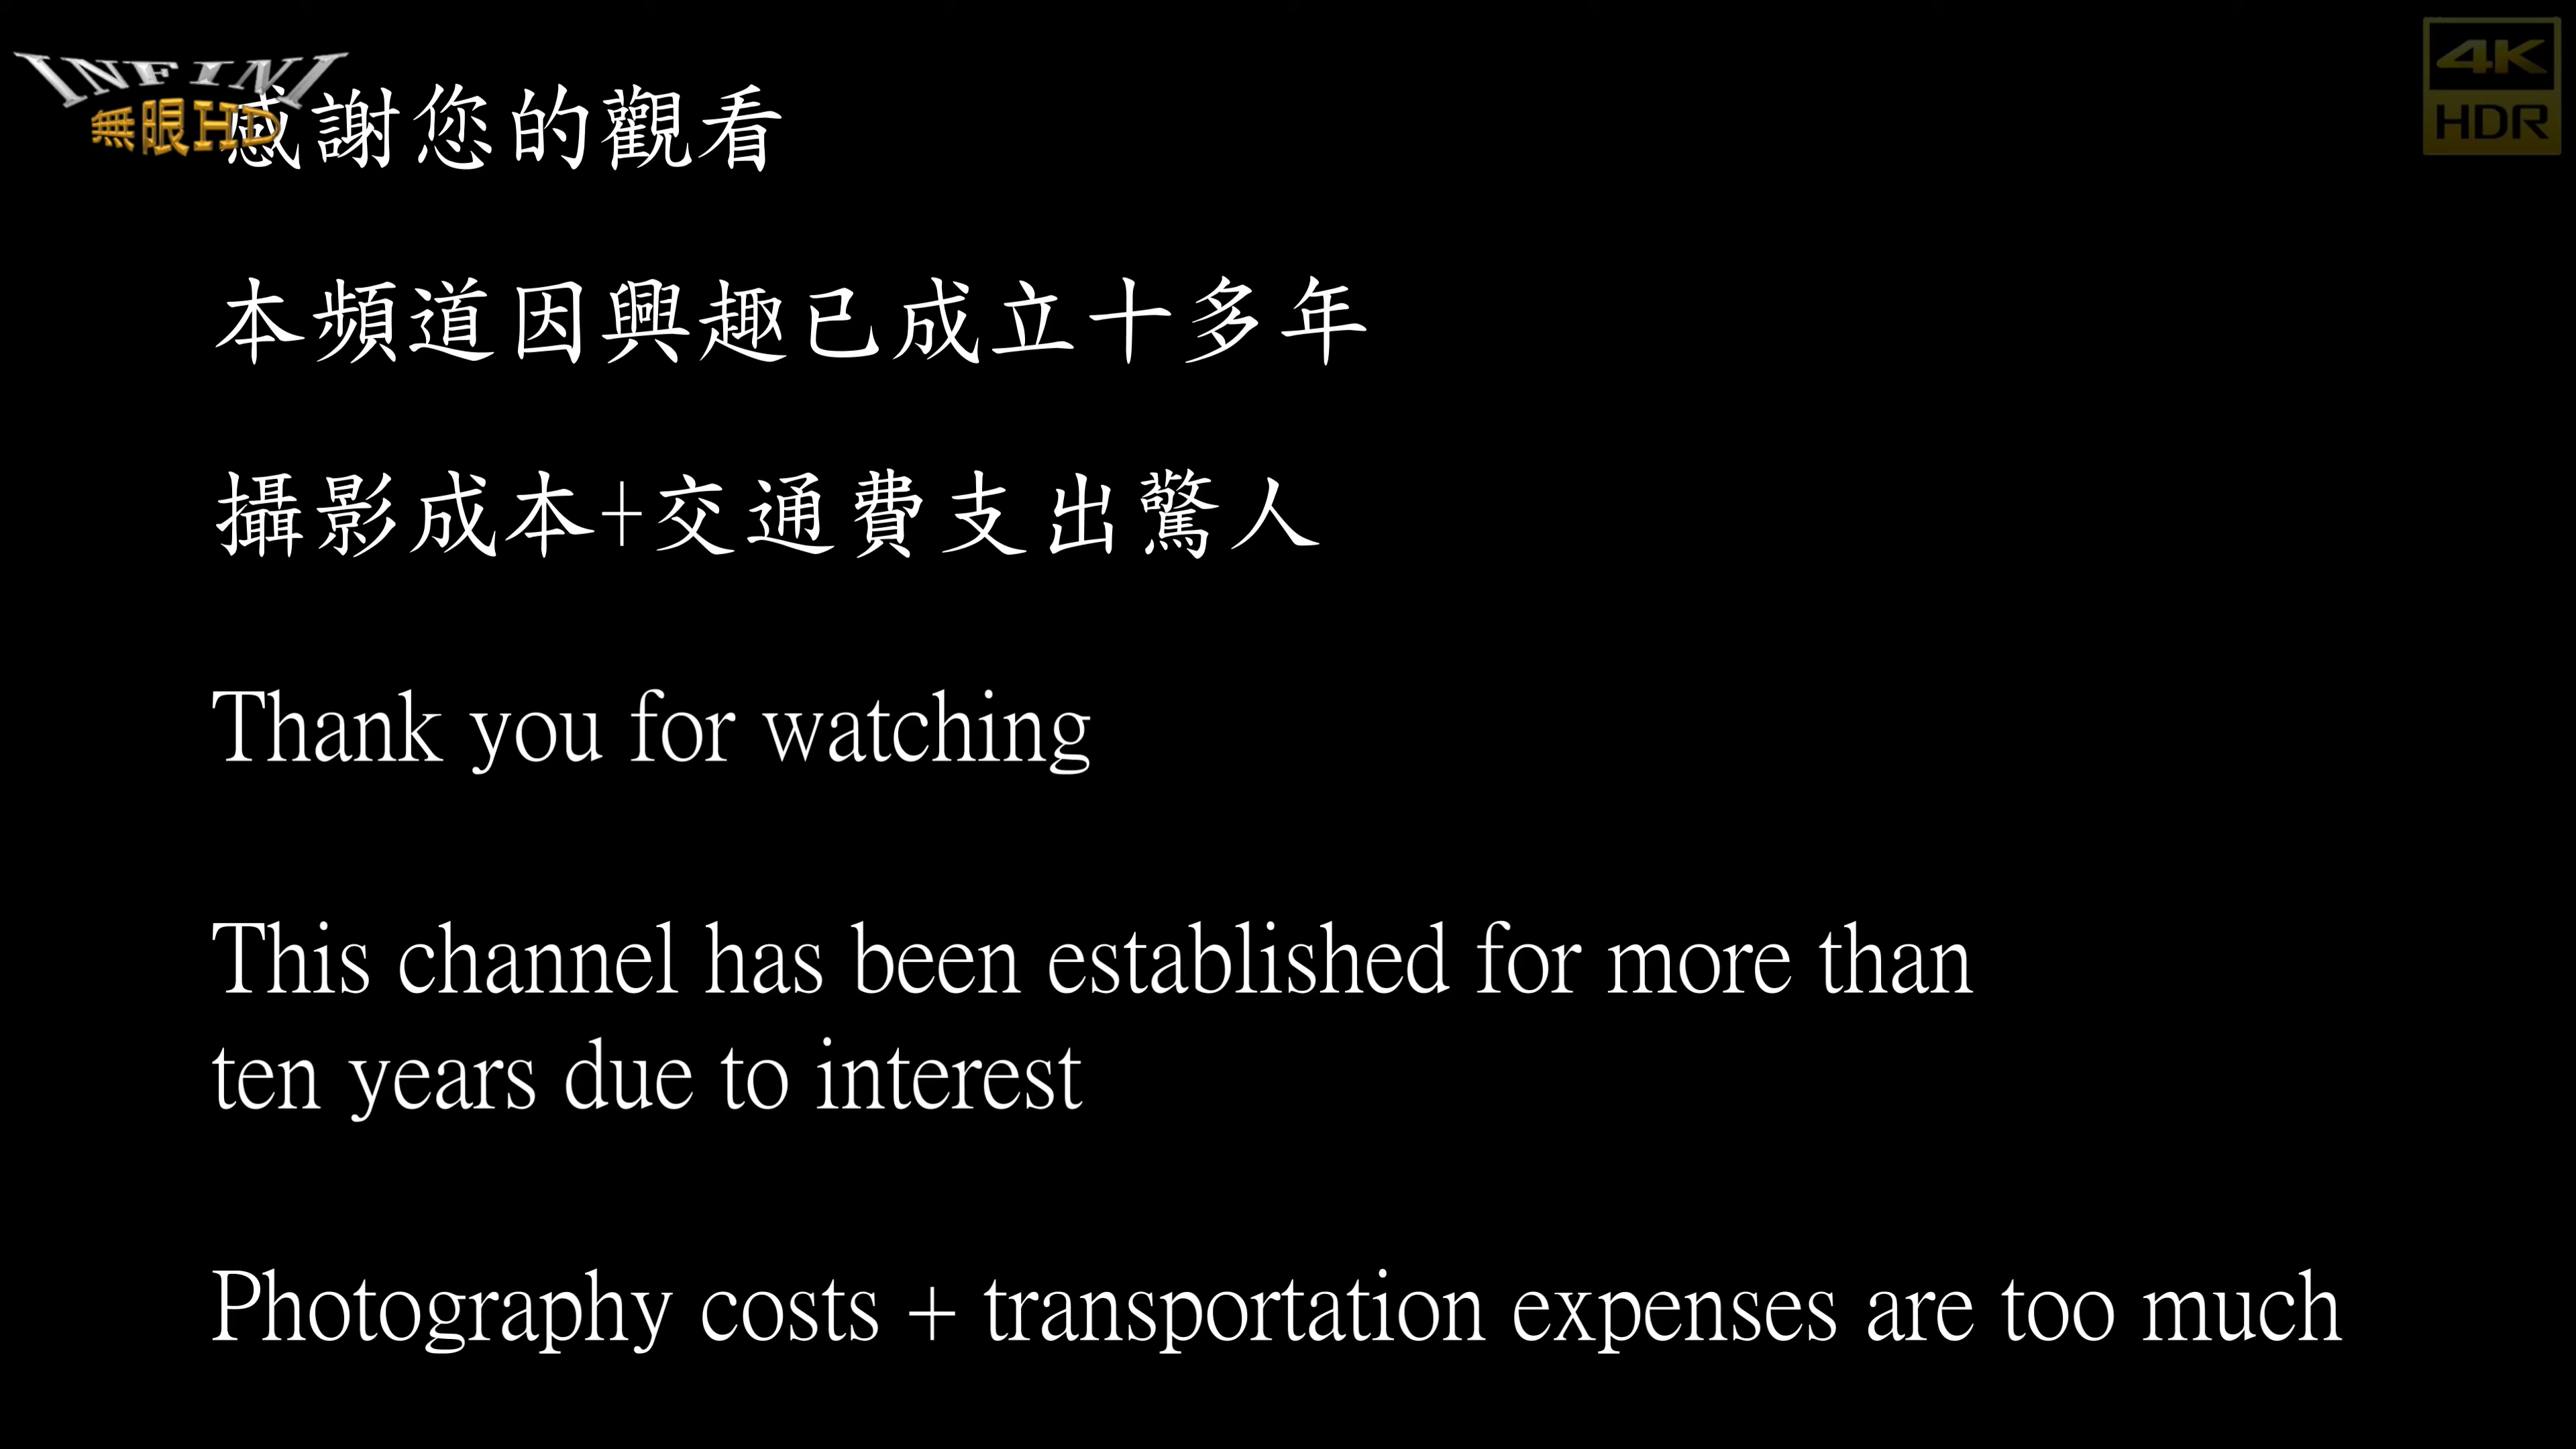 INFINI
無限HD
4K
HDR
感謝您的觀看
本頻道因興趣已成立十多年
攝影成本+交通費支出驚人
Thank you for watching
This channel has been established for more than
ten years due to interest
Photography costs + transportation expenses are too much